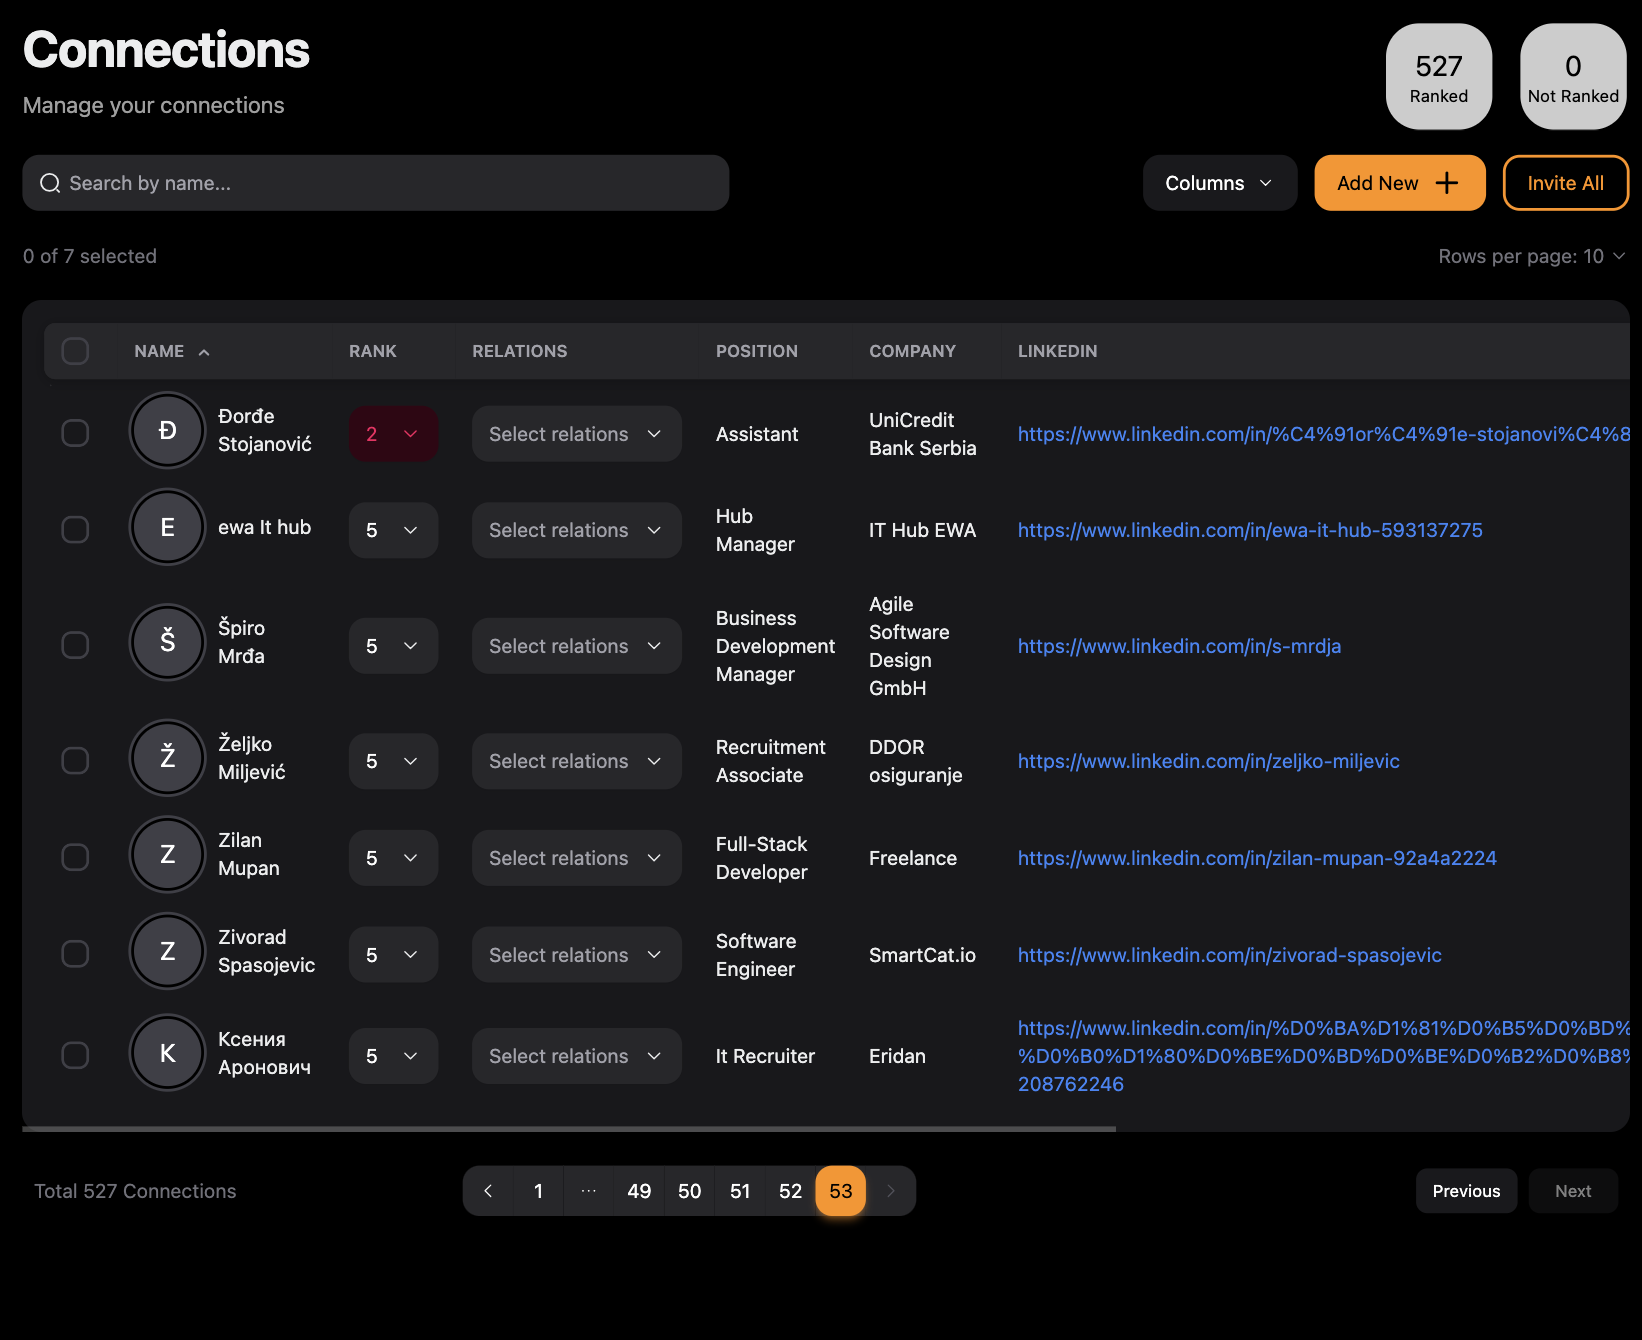 Connections
Manage your connections
527
Ranked
0
Not Ranked
Search by name...
Columns
Add New
Invite All
0 of 7 selected
Rows per page: 10
NAME RANK RELATIONS POSITION COMPANY LINKEDIN
Đ
Đorđe
Stojanović
2
Select relations
Assistant
UniCredit
Bank Serbia
https://www.linkedin.com/in/%C4%91or%C4%91e-stojanovi%C4%8
E
ewa It hub
5
Select relations
Hub
Manager
IT Hub EWA
https://www.linkedin.com/in/ewa-it-hub-593137275
Š
Špiro
Mrđa
5
Select relations
Business
Development
Manager
Agile
Software
Design
GmbH
https://www.linkedin.com/in/s-mrdja
Ž
Željko
Miljević
5
Select relations
Recruitment
Associate
DDOR
osiguranje
https://www.linkedin.com/in/zeljko-miljevic
Z
Zilan
Mupan
5
Select relations
Full-Stack
Developer
Freelance
https://www.linkedin.com/in/zilan-mupan-92a4a2224
Z
Zivorad
Spasojevic
5
Select relations
Software
Engineer
SmartCat.io
https://www.linkedin.com/in/zivorad-spasojevic
К
Ксения
Аронович
5
Select relations
It Recruiter
Eridan
https://www.linkedin.com/in/%D0%BA%D1%81%D0%B5%D0%BD%
%D0%B0%D1%80%D0%BE%D0%BD%D0%BE%D0%B2%D0%B8%
208762246
Total 527 Connections
1 ... 49 50 51 52 53
Previous
Next